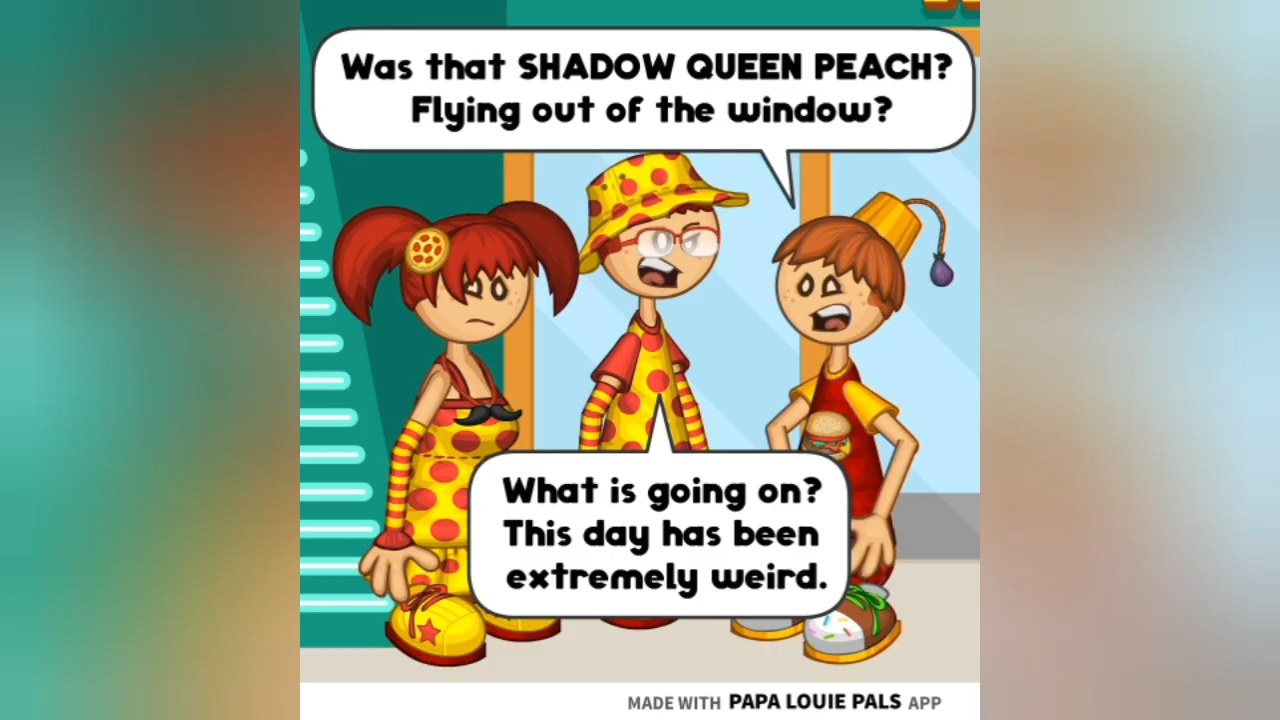 Was that SHADOW QUEEN PEACH?
Flying out of the window?
What is going on?
This day has been
extremely weird.
MADE WITH PAPA LOUIE PALS APP